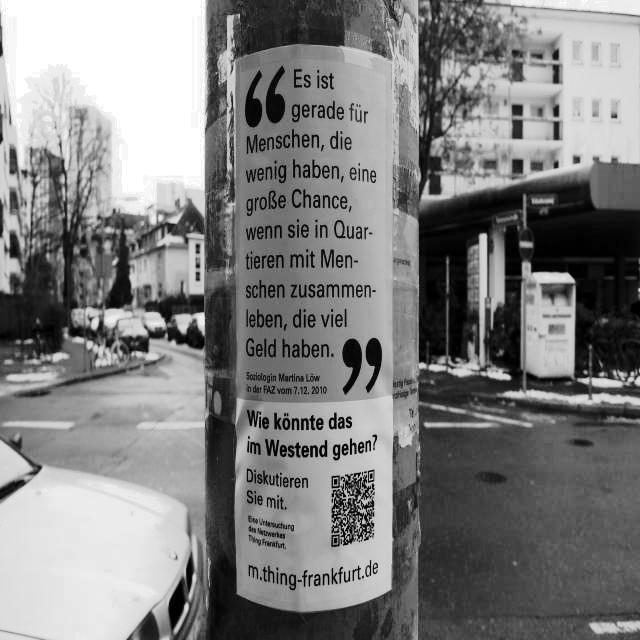 “ Es ist
gerade für
Menschen, die
wenig haben, eine
große Chance,
wenn sie in Quar-
tieren mit Men-
schen zusammen-
leben, die viel
Geld haben. ”
Soziologin Martina Löw
in der FAZ vom 7.12. 2010
Wie könnte das
im Westend gehen?
Diskutieren
Sie mit.
Eine Untersuchung
des Netzwerkes
Thing Frankfurt.
m.thing-frankfurt.de